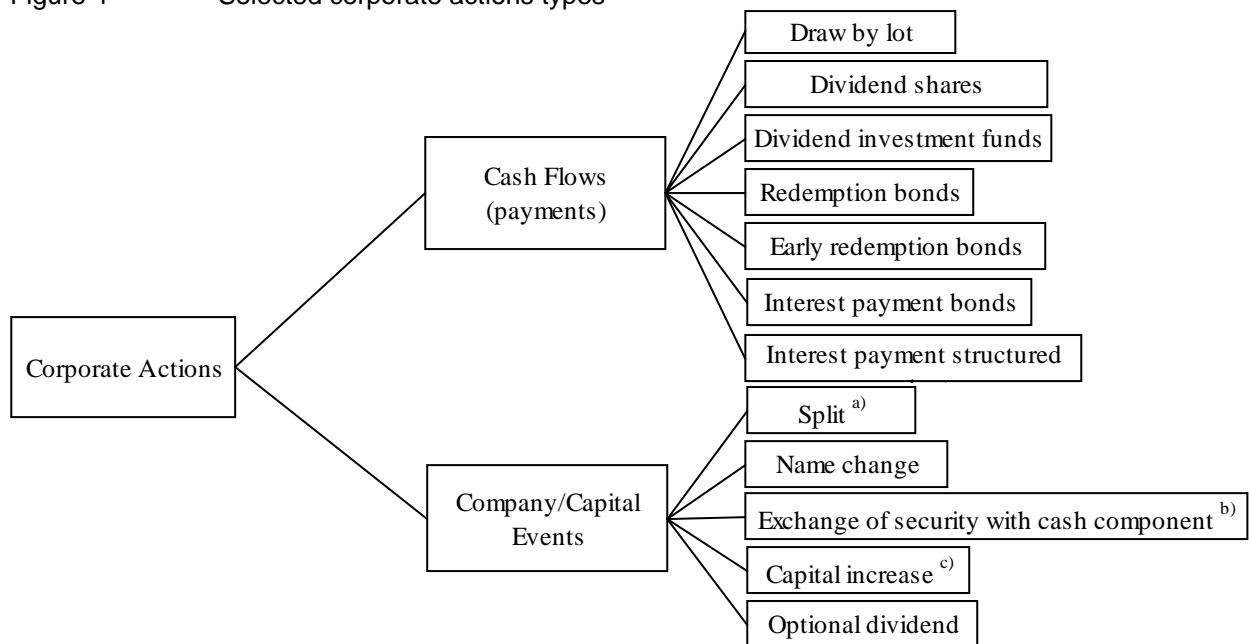 Selected corporate actions types
Draw by lot
Dividend shares
Dividend investment funds
Cash Flows
(payments)
Redemption bonds
Early redemption bonds
Interest payment bonds
Interest payment structured
Corporate Actions
Split a)
Name change
Company/Capital
Events
Exchange of security with cash component b)
Capital increase c)
Optional dividend